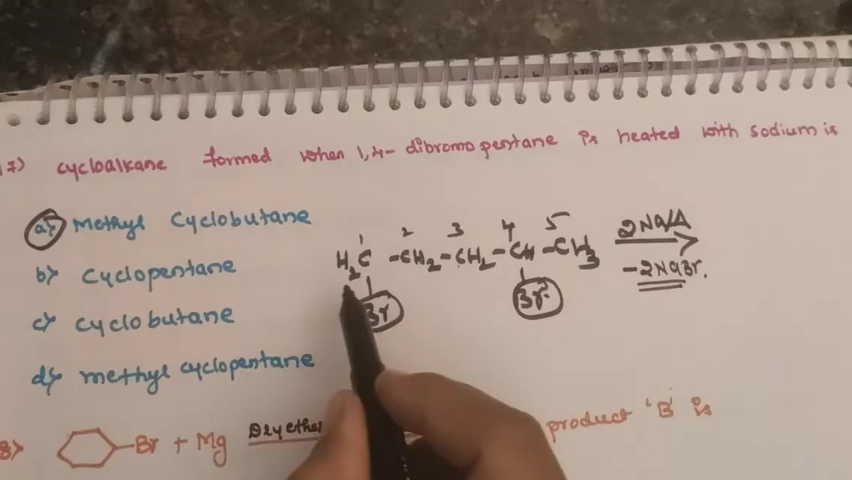 7) cycloalkane formed when 1,4- dibromo pentane is heated with sodium is
a) Methyl cyclobutane
b) cyclopentane
c) cyclobutane
d) methyl cyclopentane
1 2 3 4 5
H2C -CH2-CH2-CH-CH3 2Na/Δ
Br Br -2NaBr.
8) -Br + Mg Dryether product 'B' is